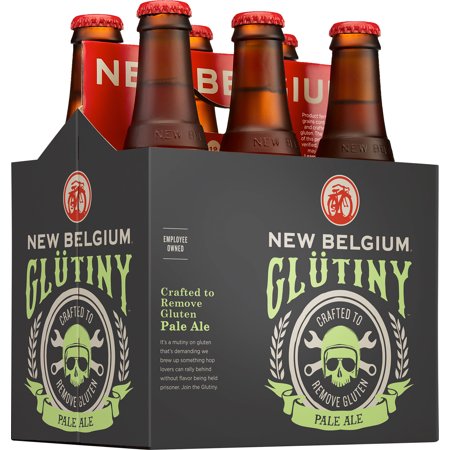 NEW BELGIUM
NEW BELGIUM
NEW BELGIUM
GLÜTINY
CRAFTED TO
REMOVE GLUTEN
PALE ALE
EMPLOYEE
OWNED
Crafted to
Remove
Gluten
Pale Ale
It's a mutiny on gluten
that's demanding we
brew up something hop
lovers can rally behind
without flavor being held
prisoner. Join the Glutiny.
NEW BELGIUM
GLÜTINY
CRAFTED TO
REMOVE GLUTEN
PALE ALE